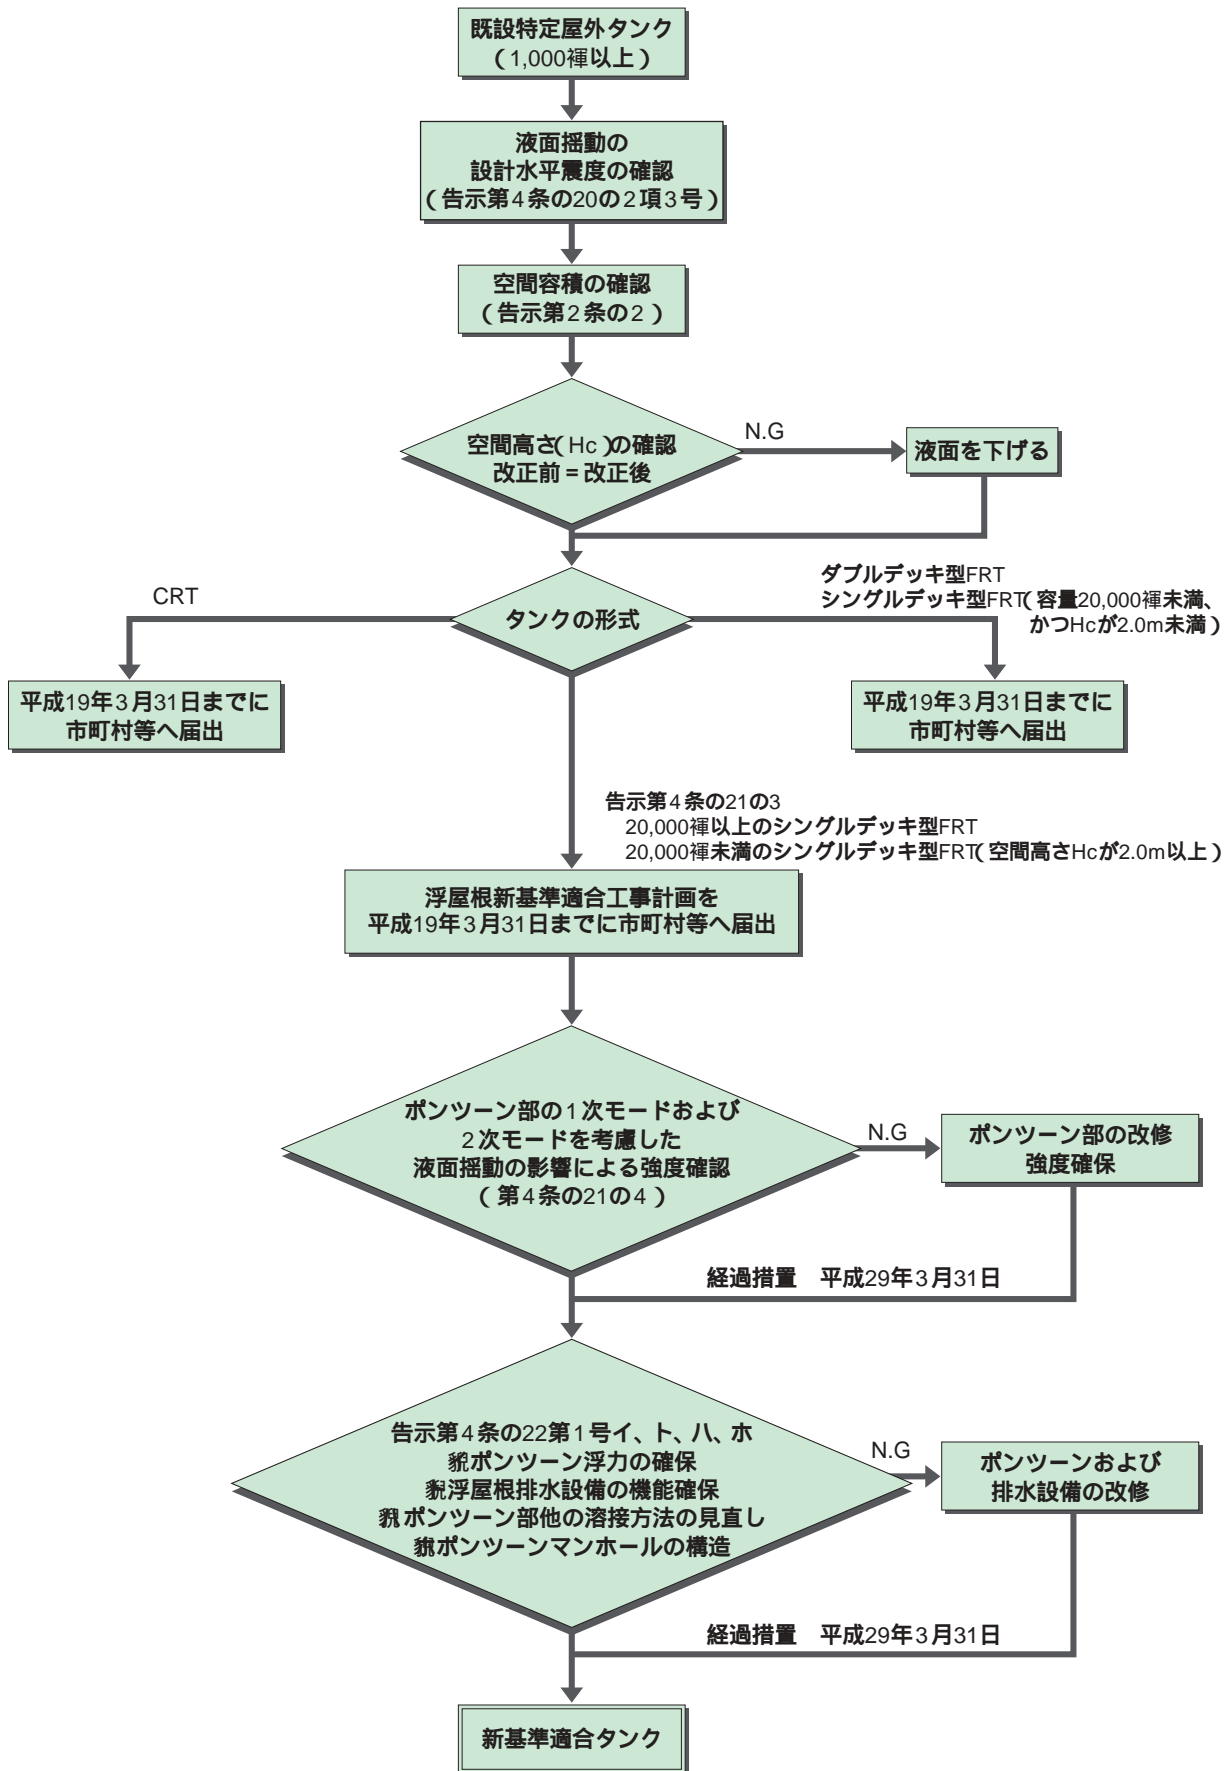 既設特定屋外タンク
（1,000褌以上）
液面揺動の
設計水平震度の確認
（告示第4条の20の2項3号）
空間容積の確認
（告示第2条の2）
空間高さ（Hc）の確認
改正前＝改正後
N.G
液面を下げる
タンクの形式
CRT
ダブルデッキ型FRT
シングルデッキ型FRT（容量20,000褌未満、
かつHcが2.0m未満）
平成19年3月31日までに
市町村等へ届出
平成19年3月31日までに
市町村等へ届出
告示第4条の21の3
20,000褌以上のシングルデッキ型FRT
20,000褌未満のシングルデッキ型FRT（空間高さHcが2.0m以上）
浮屋根新基準適合工事計画を
平成19年3月31日までに市町村等へ届出
ポンツーン部の1次モードおよび
2次モードを考慮した
液面揺動の影響による強度確認
（第4条の21の4）
N.G
ポンツーン部の改修
強度確保
経過措置　平成29年3月31日
告示第4条の22第1号イ、ト、ハ、ホ
ポンツーン浮力の確保
浮屋根排水設備の機能確保
ポンツーン部他の溶接方法の見直し
ポンツーンマンホールの構造
N.G
ポンツーンおよび
排水設備の改修
経過措置　平成29年3月31日
新基準適合タンク